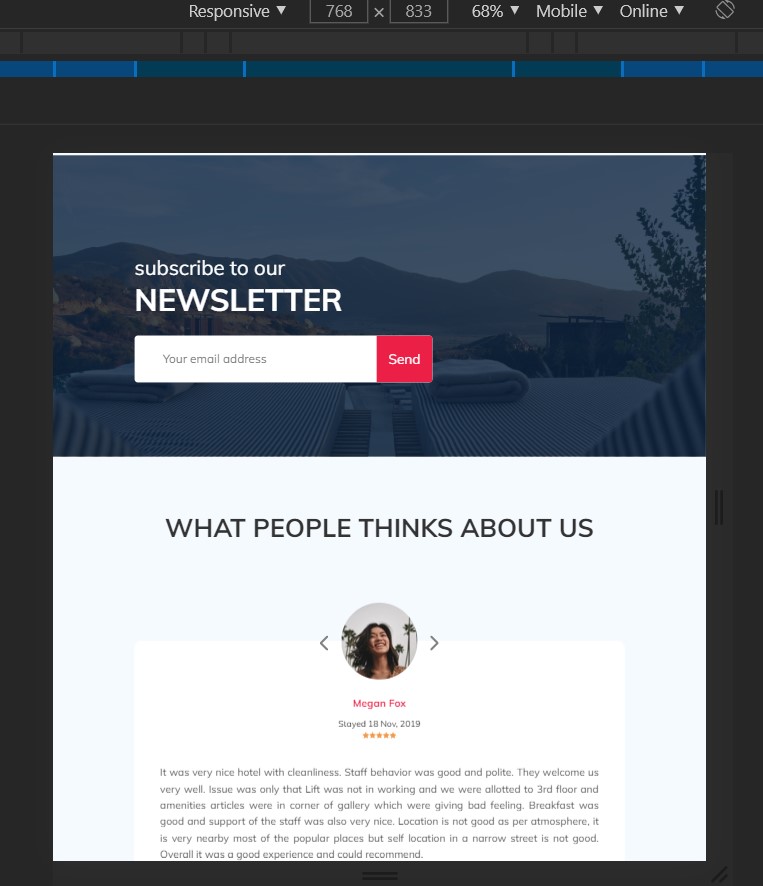 Responsive ▼ 768 × 833 68% ▼ Mobile ▼ Online ▼
subscribe to our
NEWSLETTER
Your email address Send
WHAT PEOPLE THINKS ABOUT US
Megan Fox
Stayed 18 Nov, 2019
It was very nice hotel with cleanliness. Staff behavior was good and polite. They welcome us
very well. Issue was only that Lift was not in working and we were allotted to 3rd floor and
amenities articles were in corner of gallery which were giving bad feeling. Breakfast was
good and support of the staff was also very nice. Location is not good as per atmosphere, it
is very nearby most of the popular places but self location in a narrow street is not good.
Overall it was a good experience and could recommend.